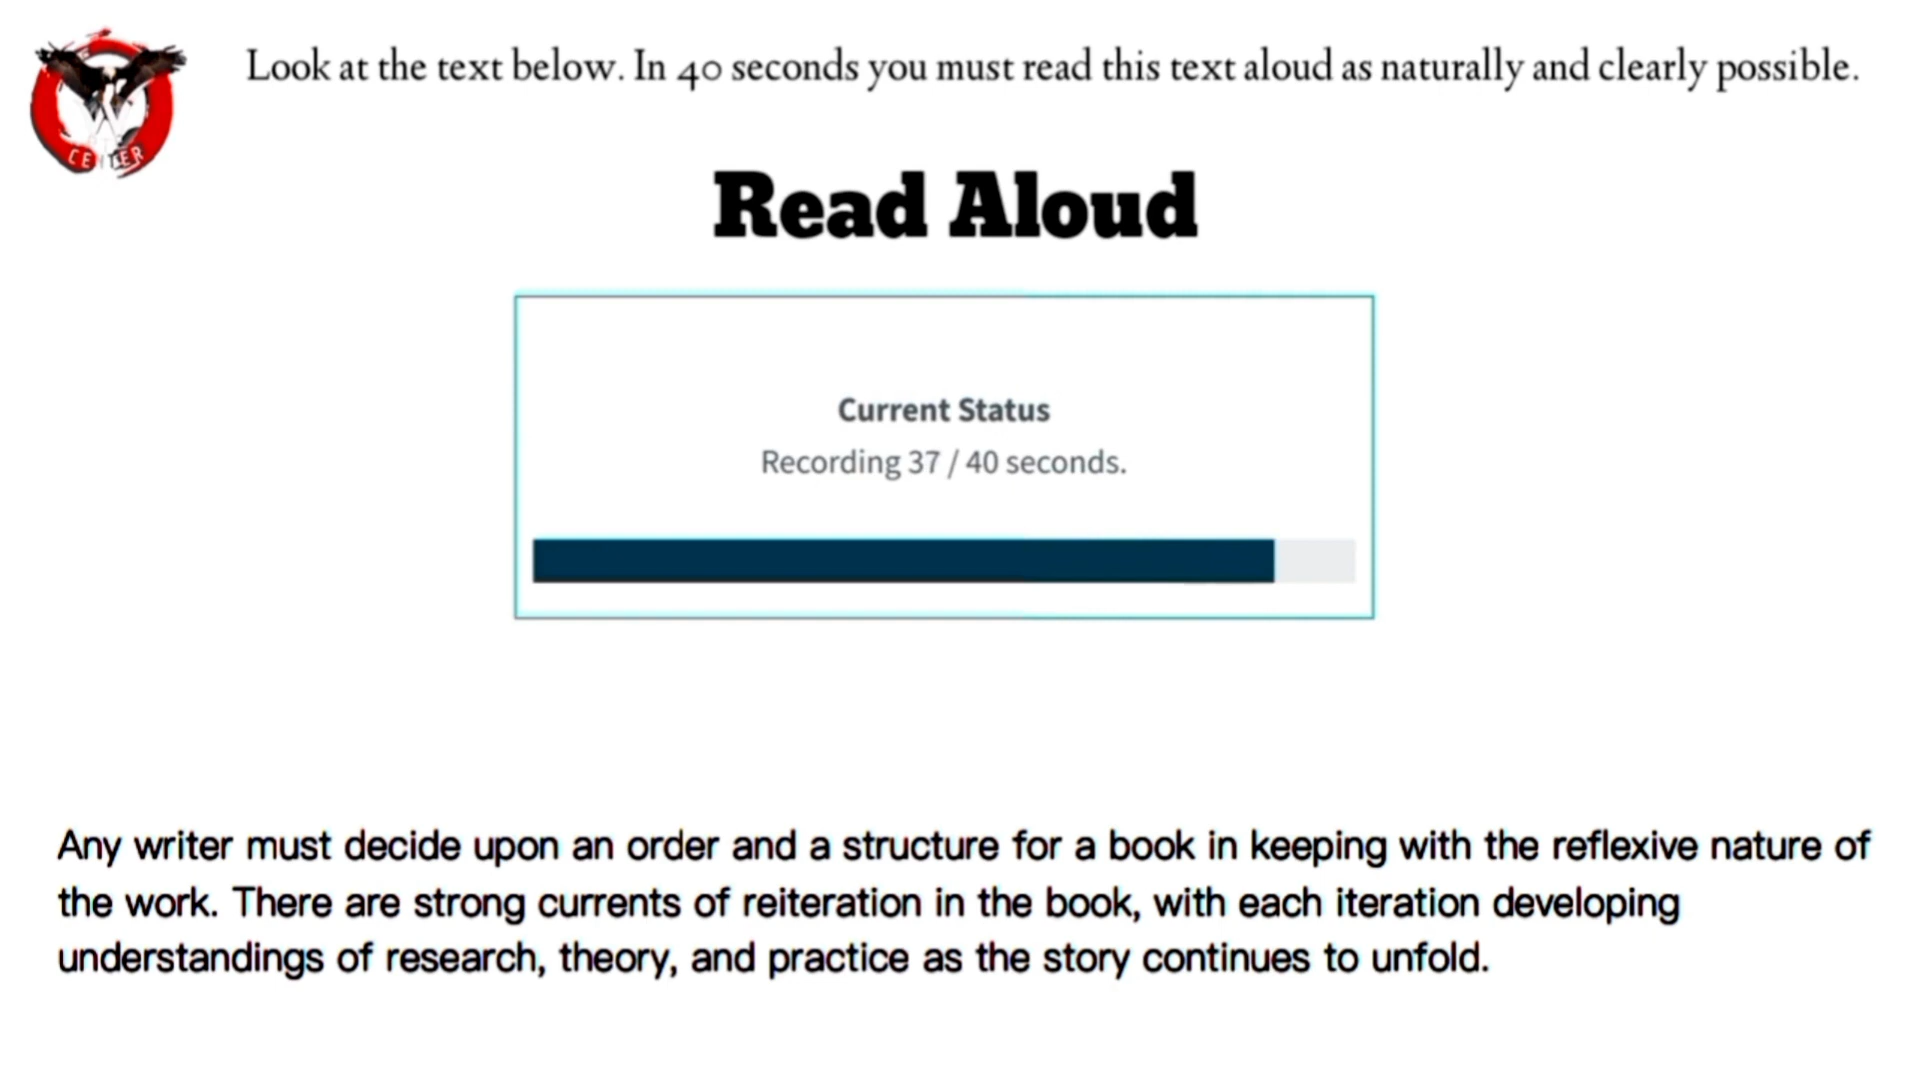 Look at the text below. In 40 seconds you must read this text aloud as naturally and clearly possible.
CENTER
Read Aloud
Current Status
Recording 37 / 40 seconds.
Any writer must decide upon an order and a structure for a book in keeping with the reflexive nature of
the work. There are strong currents of reiteration in the book, with each iteration developing
understandings of research, theory, and practice as the story continues to unfold.